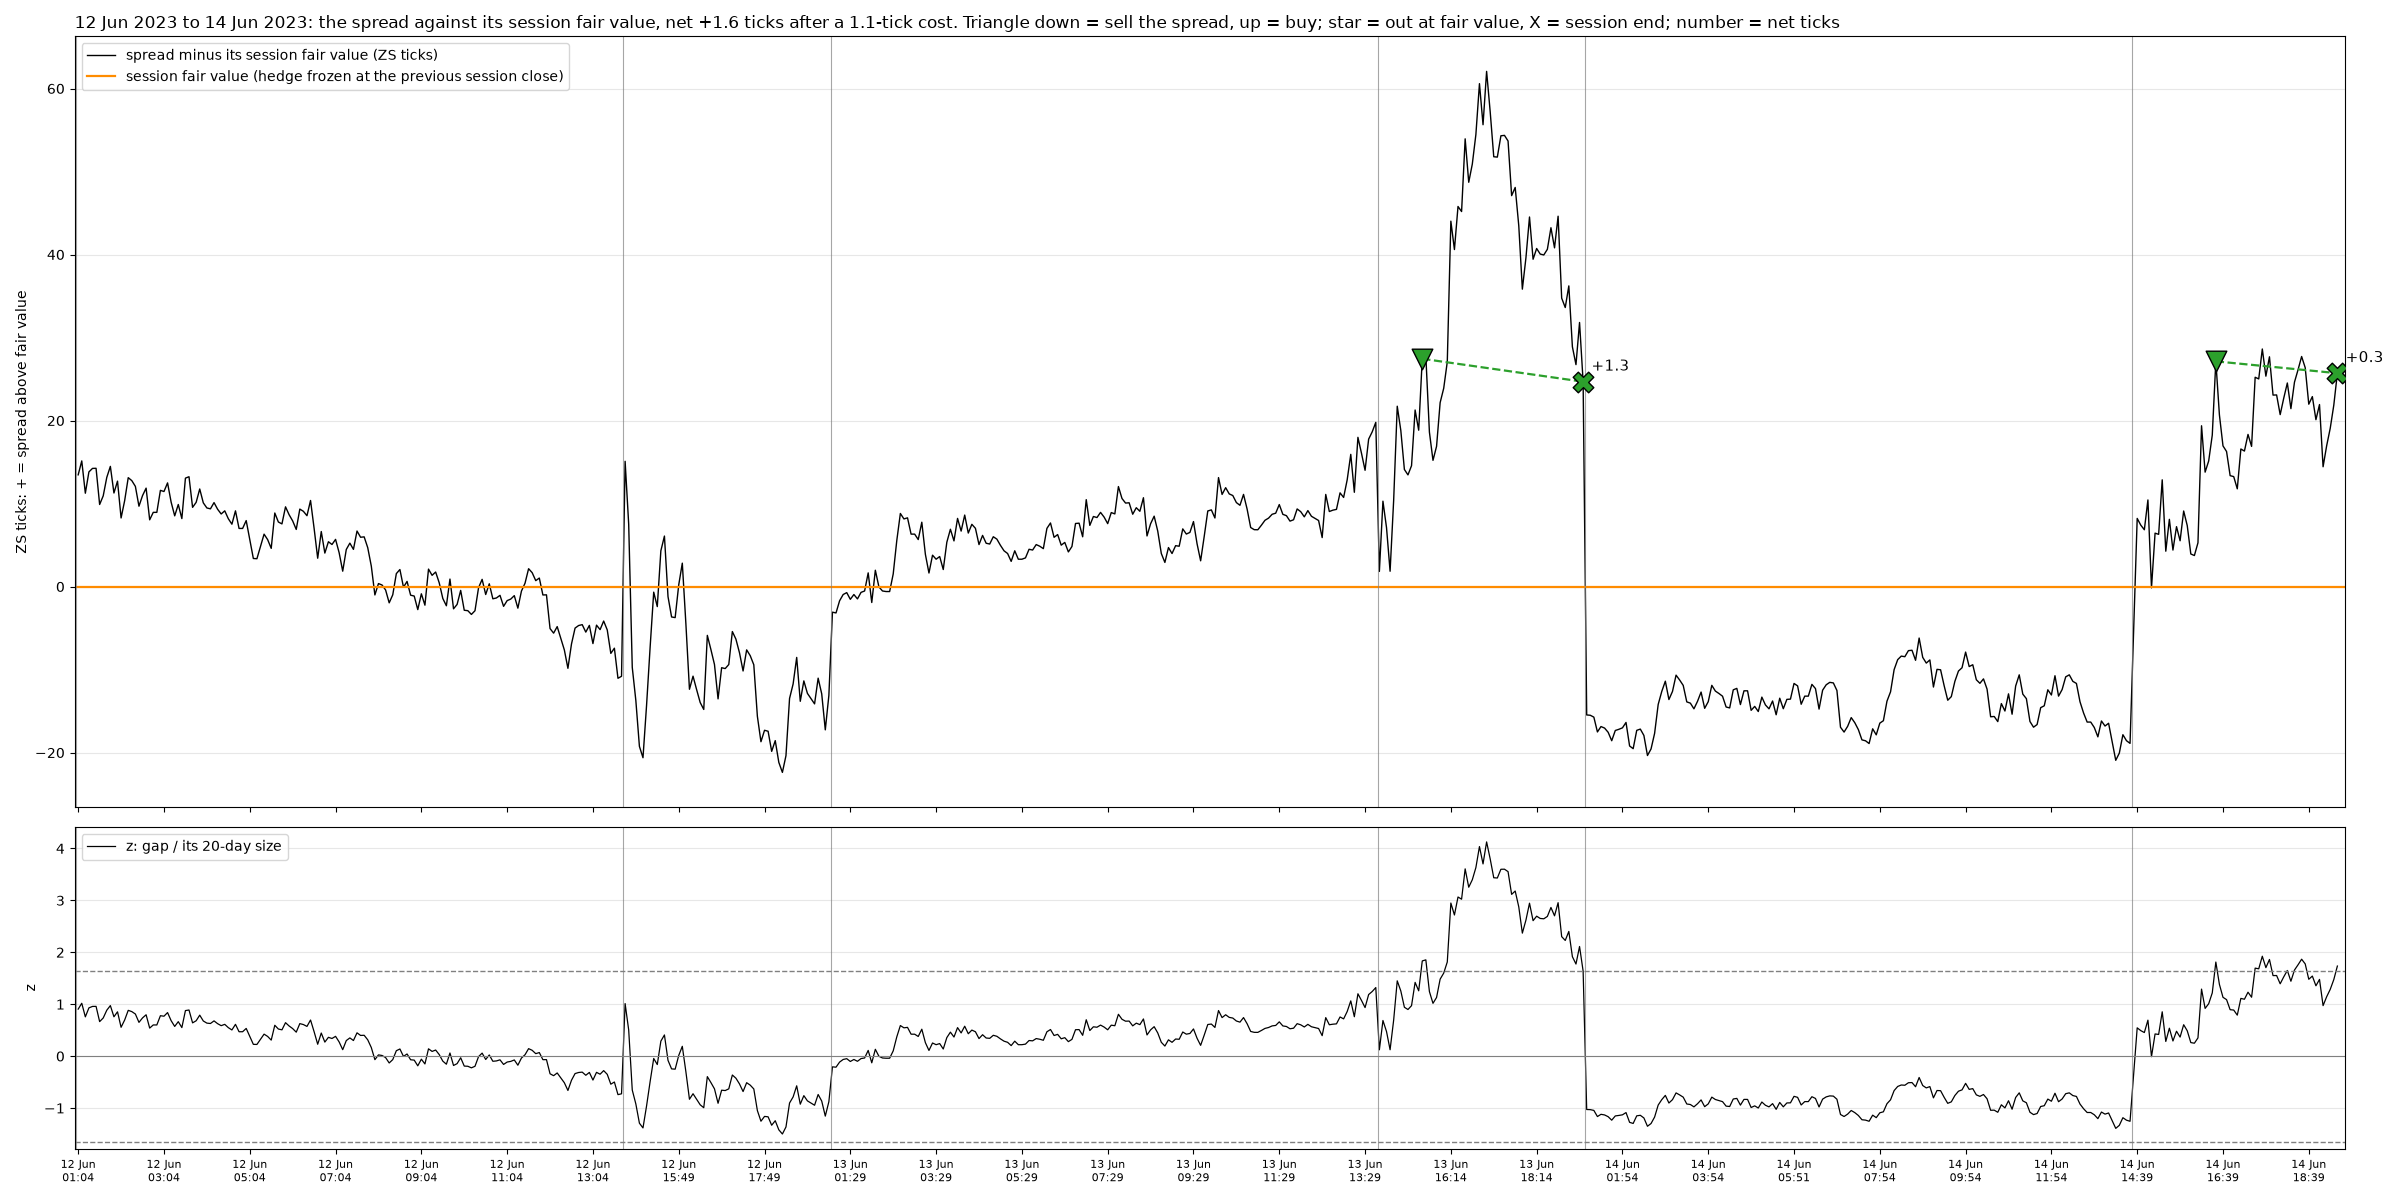 12 Jun 2023 to 14 Jun 2023: the spread against its session fair value, net +1.6 ticks after a 1.1-tick cost. Triangle down = sell the spread, up = buy; star = out at fair value, X = session end; number = net ticks
spread minus its session fair value (ZS ticks)
session fair value (hedge frozen at the previous session close)
ZS ticks: + = spread above fair value
60
40
20
0
−20
+1.3
+0.3
z: gap / its 20-day size
z
4
3
2
1
0
−1
12 Jun 12 Jun 12 Jun 12 Jun 12 Jun 12 Jun 12 Jun 12 Jun 12 Jun 13 Jun 13 Jun 13 Jun 13 Jun 13 Jun 13 Jun 13 Jun 13 Jun 13 Jun 14 Jun 14 Jun 14 Jun 14 Jun 14 Jun 14 Jun 14 Jun 14 Jun 14 Jun
01:04 03:04 05:04 07:04 09:04 11:04 13:04 15:49 17:49 01:29 03:29 05:29 07:29 09:29 11:29 13:29 16:14 18:14 01:54 03:54 05:51 07:54 09:54 11:54 14:39 16:39 18:39